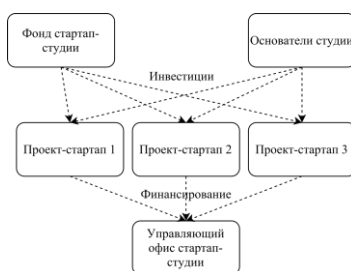 Фонд стартап-
студии
Основатели
студии
Инвестиции
Проект-стартап 1
Проект-стартап 2
Проект-стартап 3
Финансирование
Управляющий
офис стартап-
студии